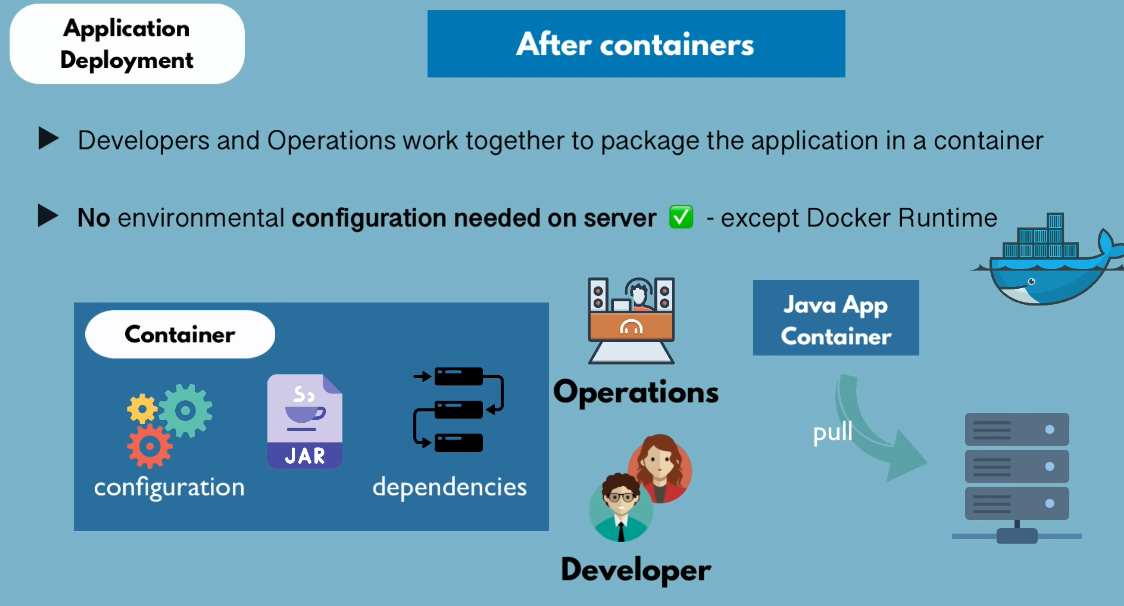 Application
Deployment
After containers
Developers and Operations work together to package the application in a container
No environmental configuration needed on server ✅ - except Docker Runtime
Container
JAR
configuration
dependencies
Operations
Developer
Java App
Container
pull